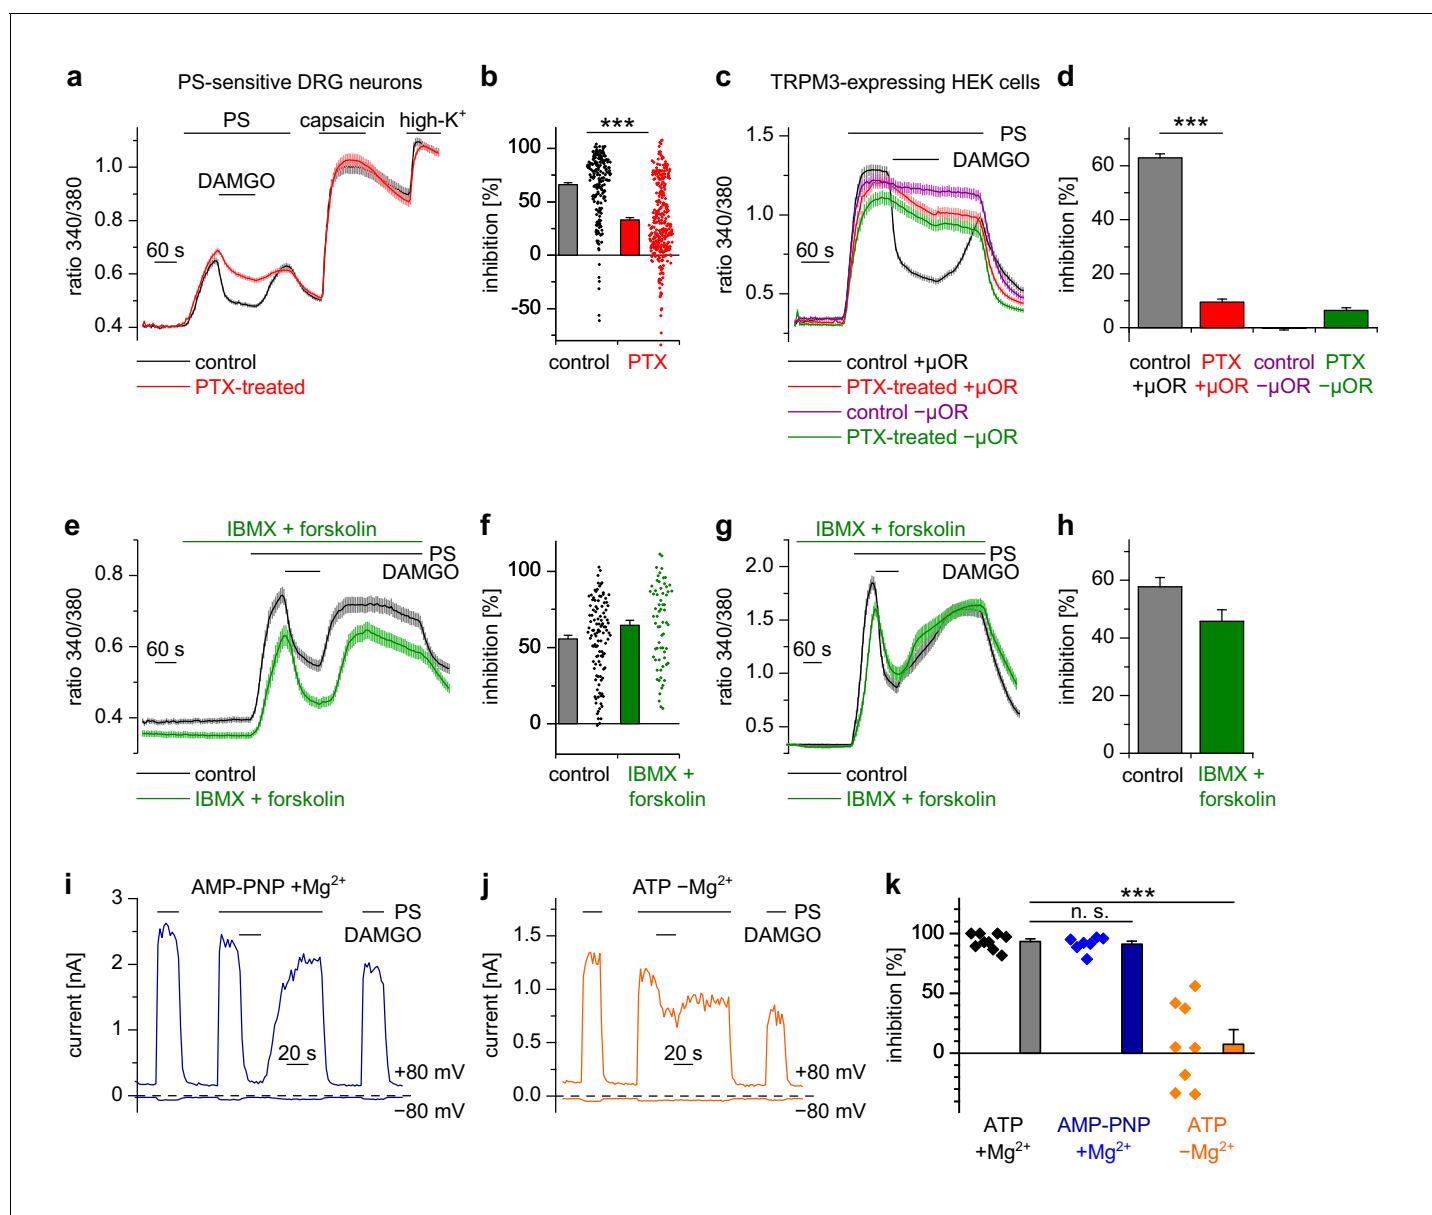 a
PS-sensitive DRG neurons
PS
capsaicin
high-K⁺
DAMGO
60 s
ratio 340/380
1.0
0.8
0.6
0.4
control
PTX-treated
b
***
inhibition [%]
100
50
0
-50
control
PTX
c
TRPM3-expressing HEK cells
PS
DAMGO
60 s
ratio 340/380
1.5
1.0
0.5
control +µOR
PTX-treated +µOR
control −µOR
PTX-treated −µOR
d
***
inhibition [%]
60
40
20
0
control
+µOR
PTX
+µOR
control
−µOR
PTX
−µOR
e
IBMX + forskolin
PS
DAMGO
60 s
ratio 340/380
0.8
0.6
0.4
control
IBMX + forskolin
f
inhibition [%]
100
50
0
control
IBMX +
forskolin
g
IBMX + forskolin
PS
DAMGO
60 s
ratio 340/380
2.0
1.5
1.0
0.5
control
IBMX + forskolin
h
inhibition [%]
60
40
20
0
control
IBMX +
forskolin
i
AMP-PNP +Mg²⁺
PS
DAMGO
20 s
current [nA]
3
2
1
0
+80 mV
−80 mV
j
ATP −Mg²⁺
PS
DAMGO
20 s
current [nA]
1.5
1.0
0.5
0.0
+80 mV
−80 mV
k
***
n. s.
inhibition [%]
100
50
0
ATP
+Mg²⁺
AMP-PNP
+Mg²⁺
ATP
−Mg²⁺